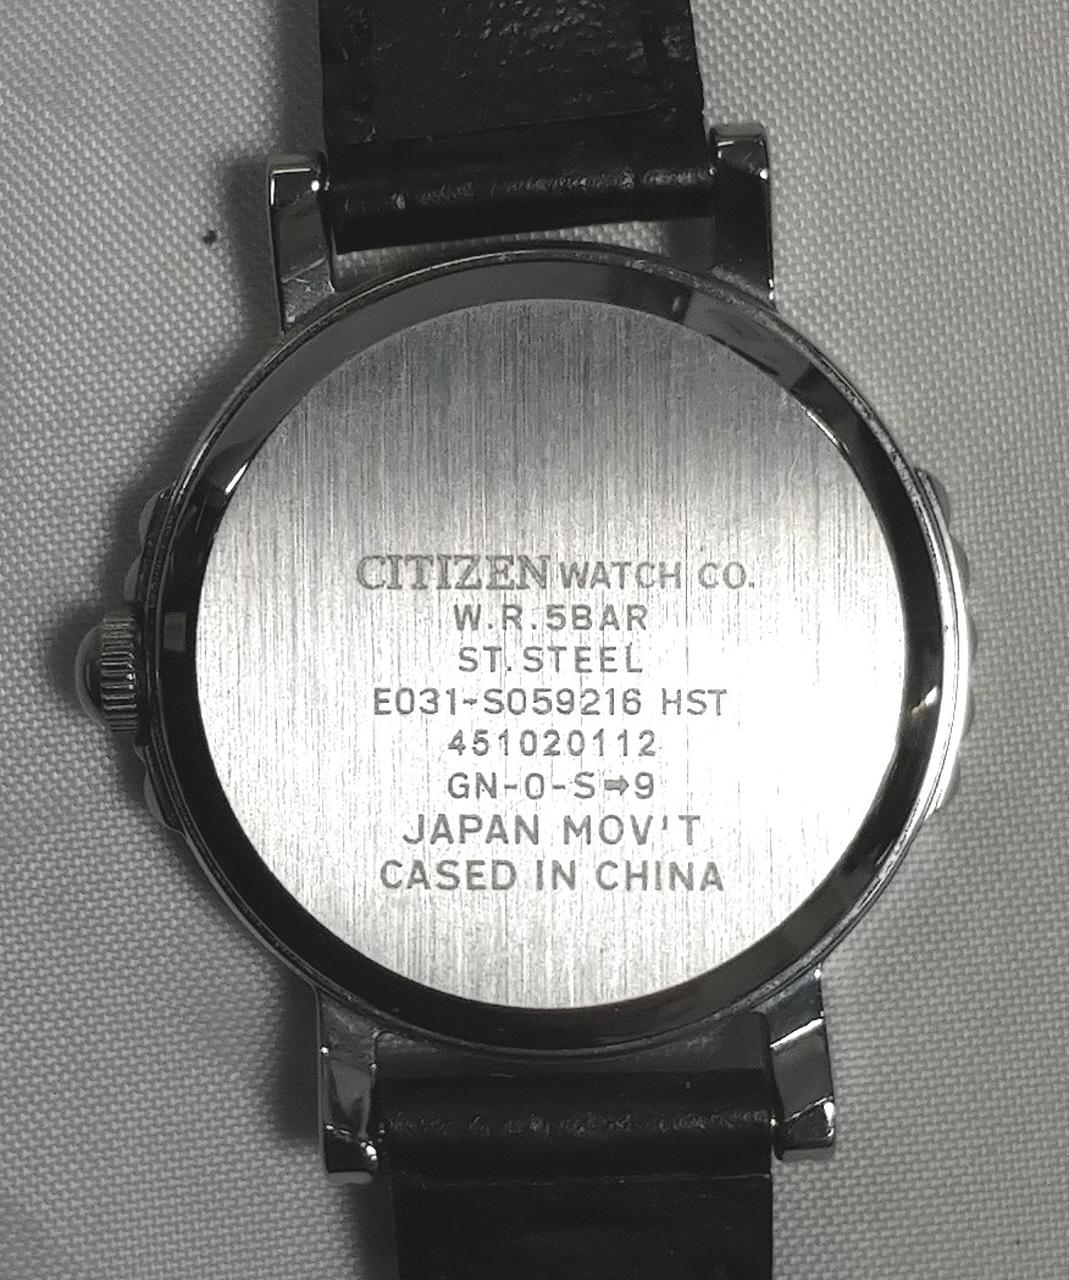 CITIZEN WATCH CO.
W.R.5BAR
ST.STEEL
E031-S059216 HST
451020112
GN-0-S➡9
JAPAN MOV'T
CASED IN CHINA